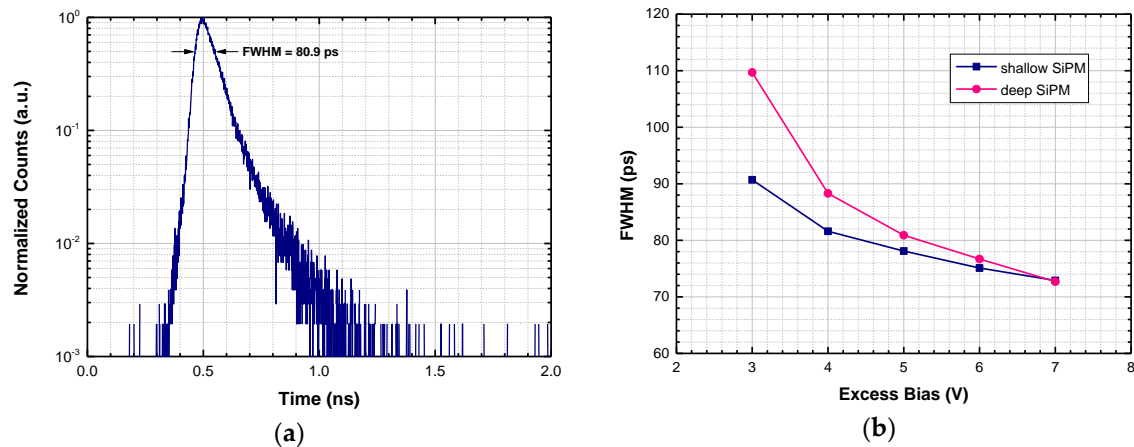 10⁰
10⁻¹
10⁻²
10⁻³
Normalized Counts (a.u.)
FWHM = 80.9 ps
0.0 0.5 1.0 1.5 2.0
Time (ns)
(a)
120
110
100
90
80
70
60
FWHM (ps)
shallow SiPM
deep SiPM
2 3 4 5 6 7 8
Excess Bias (V)
(b)